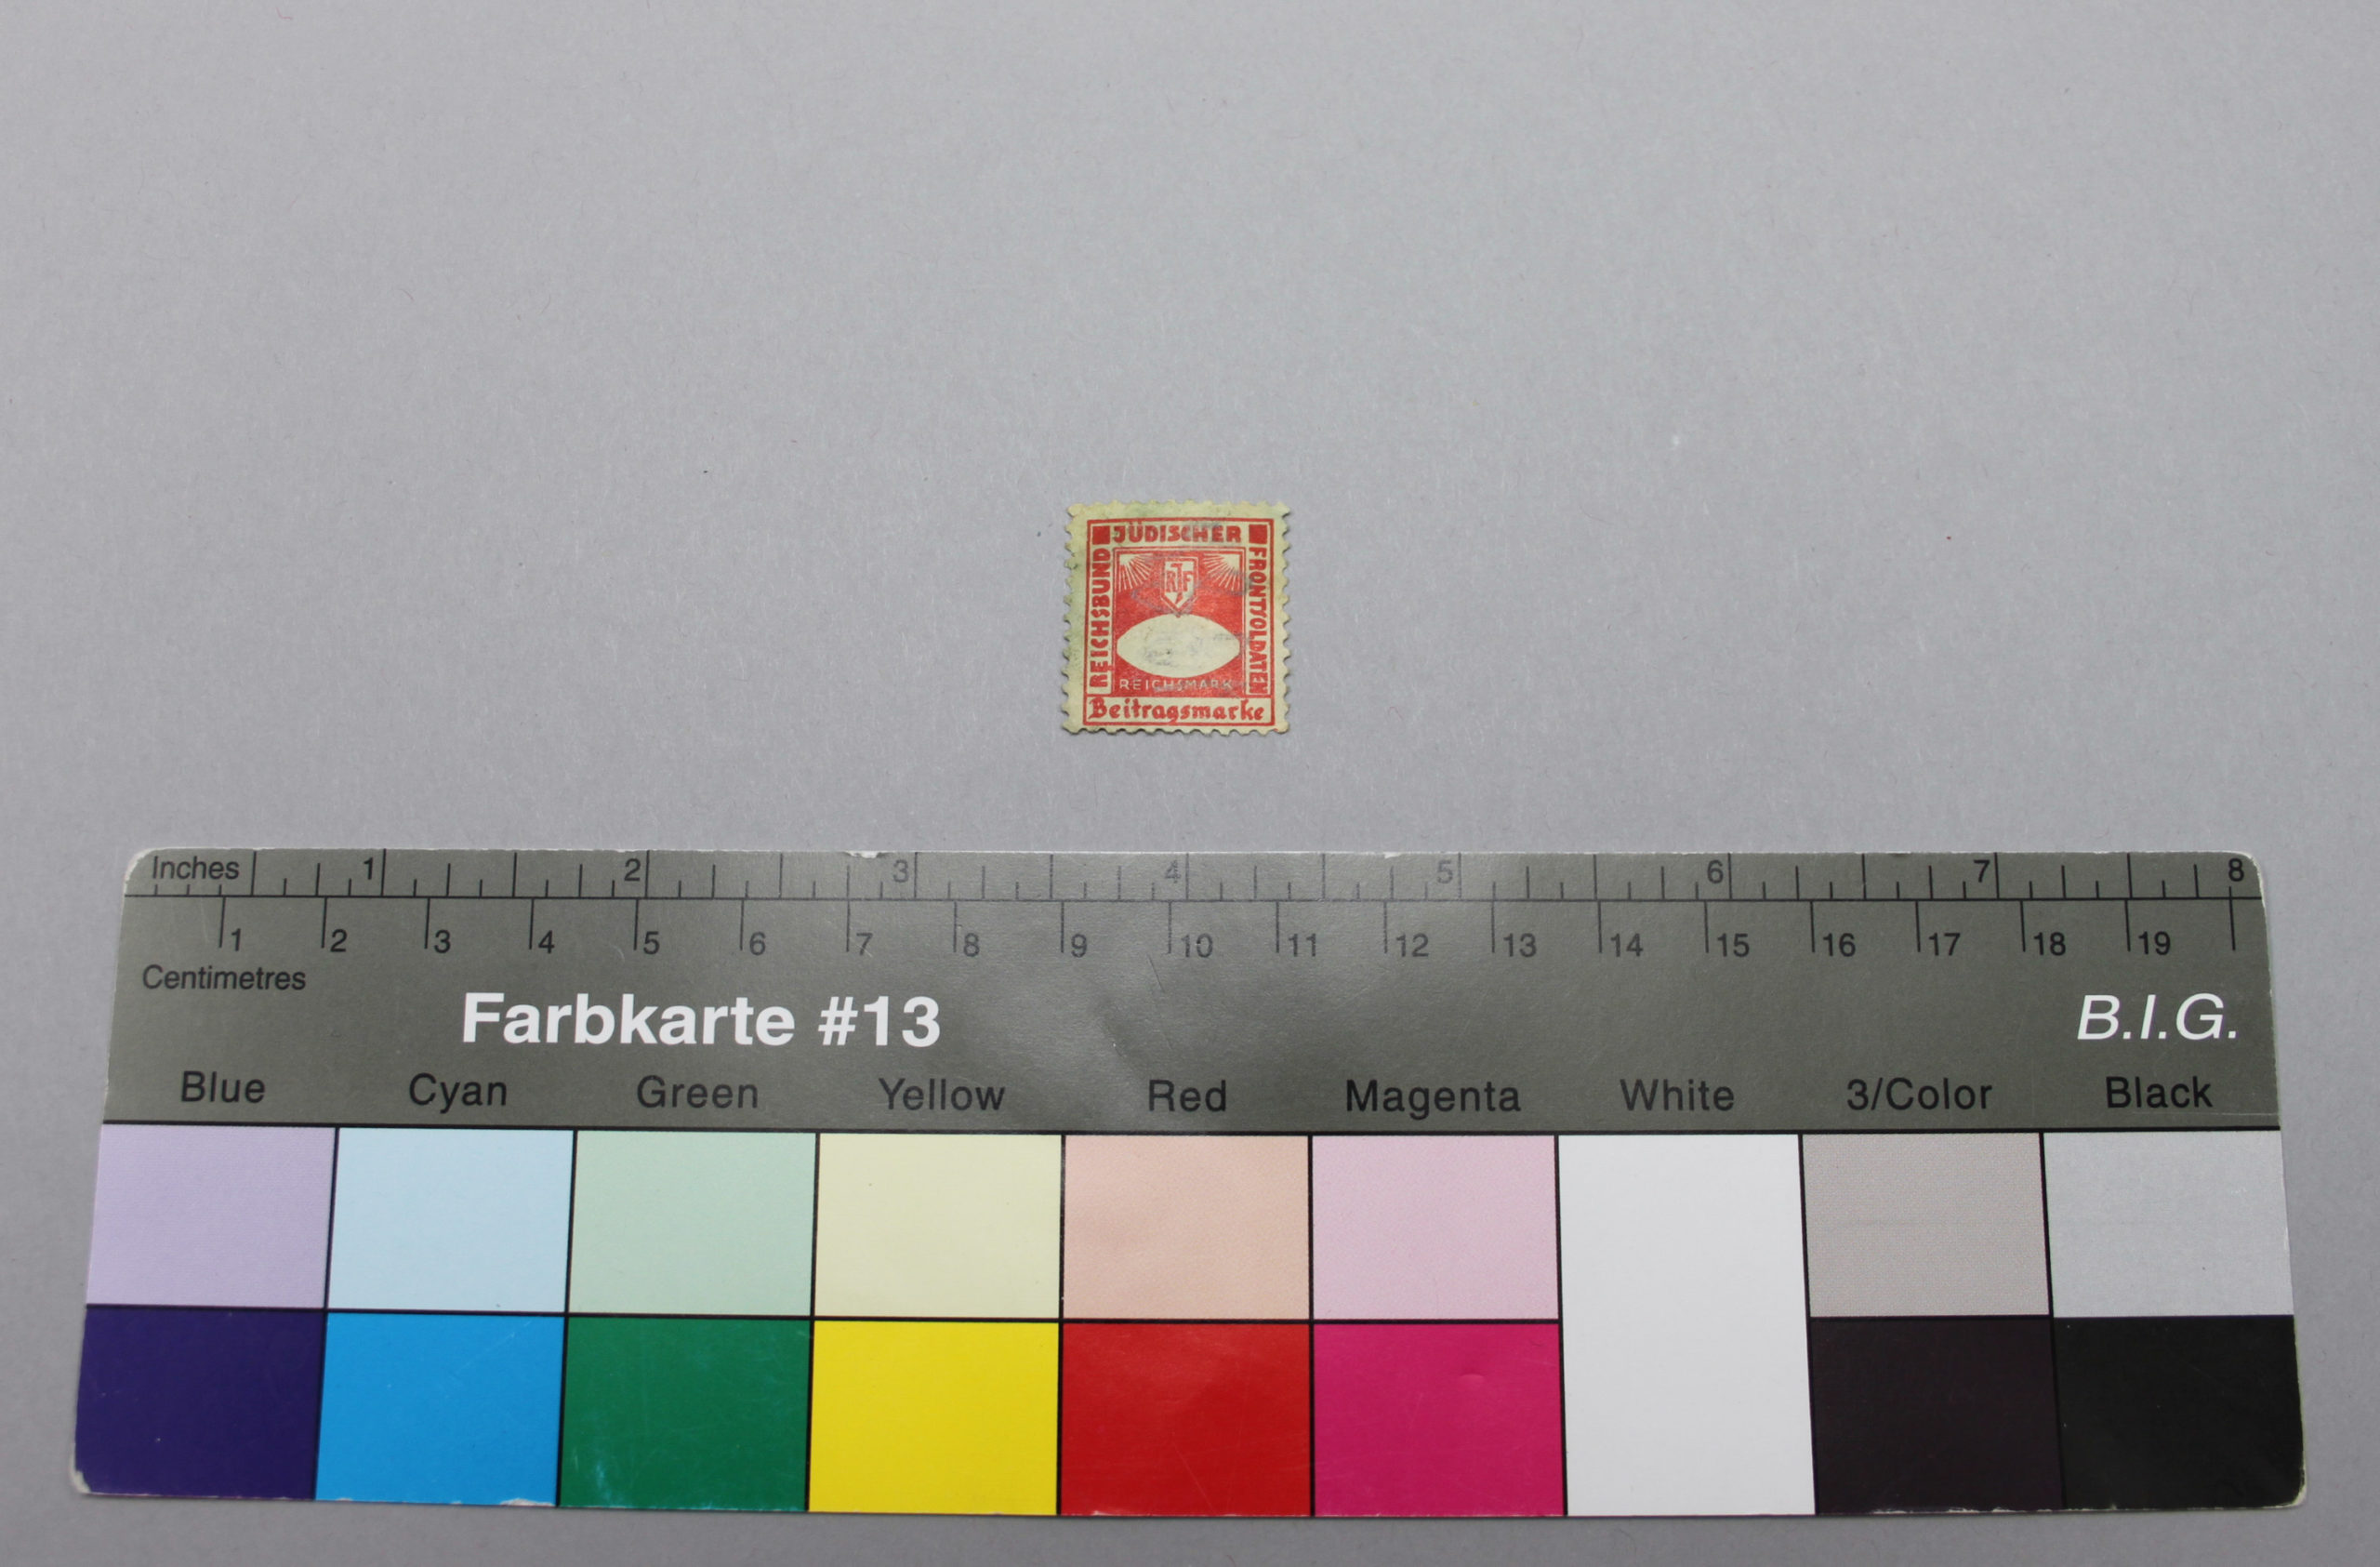 JÜDISCHER
REICHSBUND
FRONTSOLDATEN
RJF
REICHSMARK
Beitragsmarke
Inches 1 2 3 4 5 6 7 8
1 2 3 4 5 6 7 8 9 10 11 12 13 14 15 16 17 18 19
Centimetres
Farbkarte #13
B.I.G.
Blue Cyan Green Yellow Red Magenta White 3/Color Black